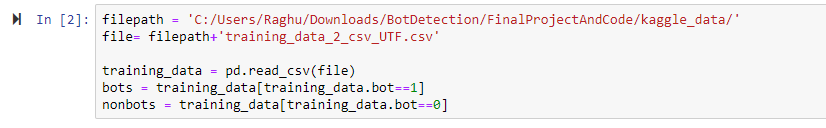 In [2]: filepath = 'C:/Users/Raghu/Downloads/BotDetection/FinalProjectAndCode/kaggle_data/'
file= filepath+'training_data_2_csv_UTF.csv'
training_data = pd.read_csv(file)
bots = training_data[training_data.bot==1]
nonbots = training_data[training_data.bot==0]